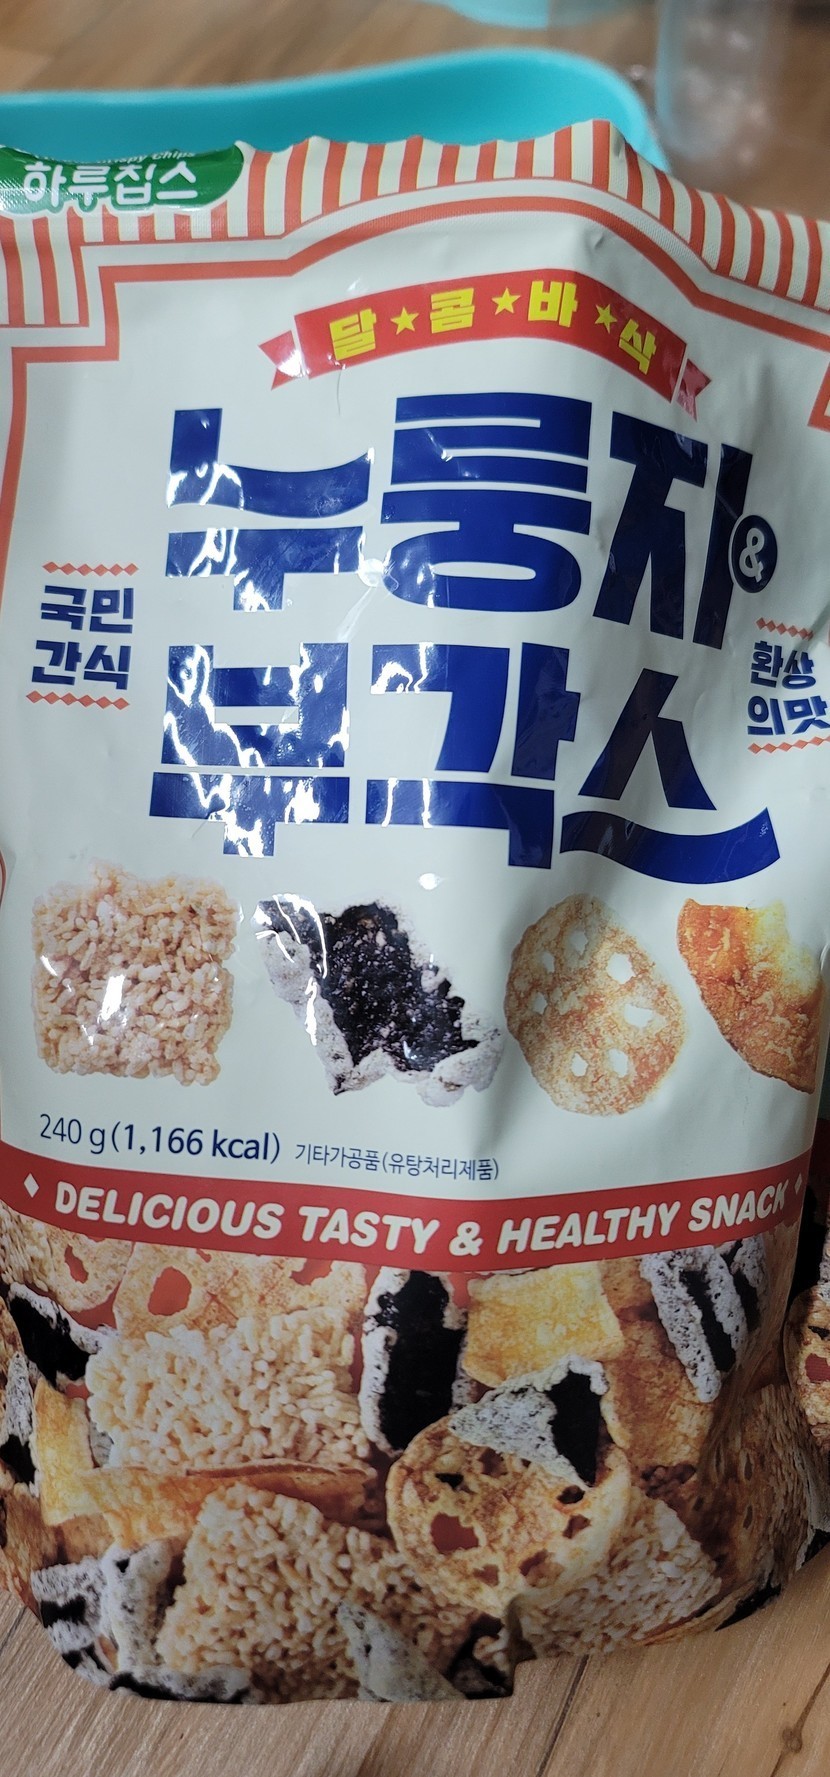 하루칩스
달★콤★바★삭
누룽지&
부각스
국민
간식
환상
의맛
240 g(1,166 kcal) 기타가공품(유탕처리제품)
DELICIOUS TASTY & HEALTHY SNACK